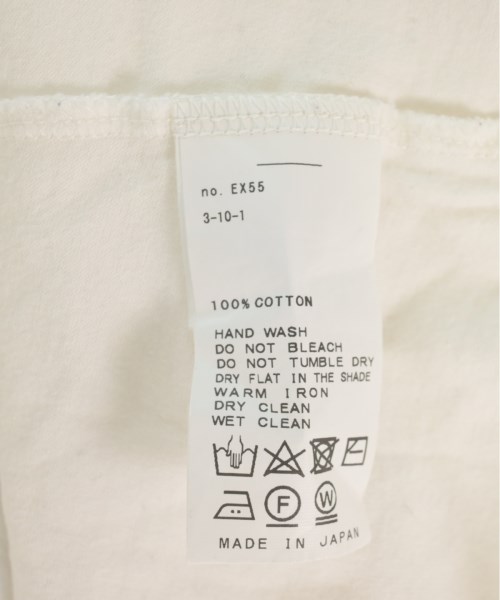 no. EX55
3-10-1
100% COTTON
HAND WASH
DO NOT BLEACH
DO NOT TUMBLE DRY
DRY FLAT IN THE SHADE
WARM IRON
DRY CLEAN
WET CLEAN
F W
MADE IN JAPAN